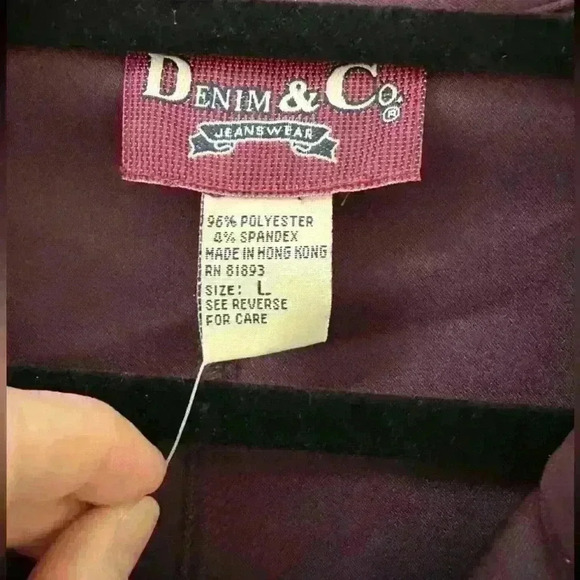 DENIM & CO.®
JEANSWEAR
96% POLYESTER
4% SPANDEX
MADE IN HONG KONG
RN 81893
SIZE: L
SEE REVERSE
FOR CARE